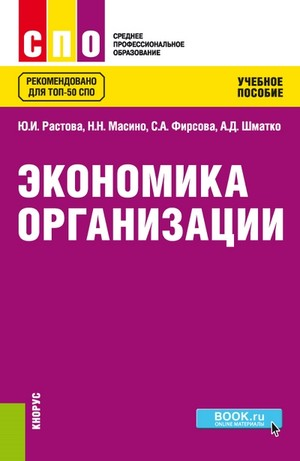 СПО
СРЕДНЕЕ
ПРОФЕССИОНАЛЬНОЕ
ОБРАЗОВАНИЕ
РЕКОМЕНДОВАНО
ДЛЯ ТОП-50 СПО
УЧЕБНОЕ
ПОСОБИЕ
Ю.И. Растова, Н.Н. Масино, С.А. Фирсова, А.Д. Шматко
ЭКОНОМИКА
ОРГАНИЗАЦИИ
КНОРУС
BOOK.ru
ONLINE МАТЕРИАЛЫ